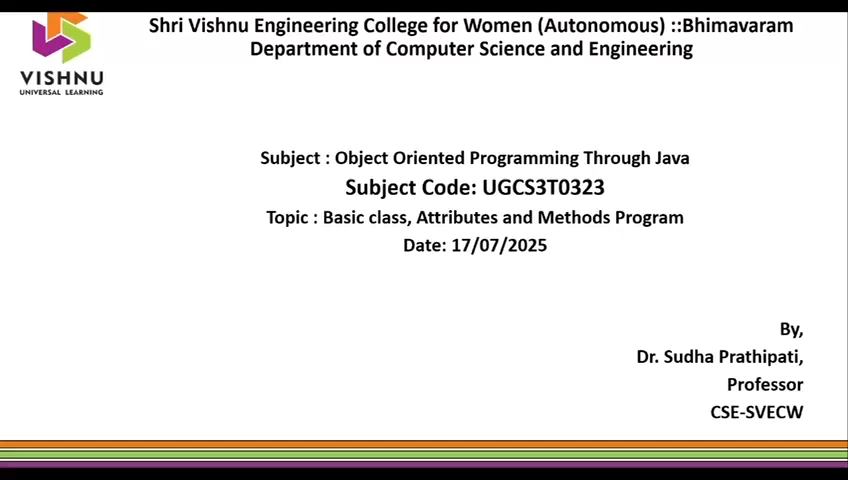 Shri Vishnu Engineering College for Women (Autonomous) ::Bhimavaram
Department of Computer Science and Engineering
VISHNU
UNIVERSAL LEARNING
Subject : Object Oriented Programming Through Java
Subject Code: UGCS3T0323
Topic : Basic class, Attributes and Methods Program
Date: 17/07/2025
By,
Dr. Sudha Prathipati,
Professor
CSE-SVECW